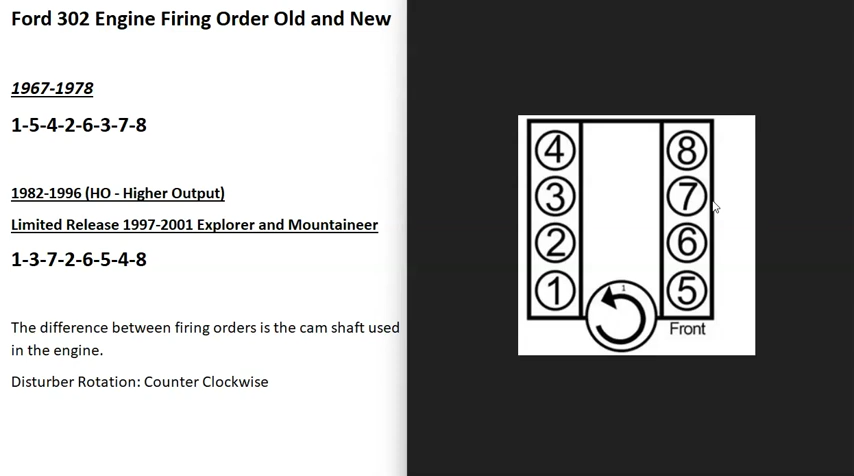 Ford 302 Engine Firing Order Old and New
1967-1978
1-5-4-2-6-3-7-8
1982-1996 (HO - Higher Output)
Limited Release 1997-2001 Explorer and Mountaineer
1-3-7-2-6-5-4-8
The difference between firing orders is the cam shaft used
in the engine.
Disturber Rotation: Counter Clockwise
4 8
3 7
2 6
1 1 5
Front